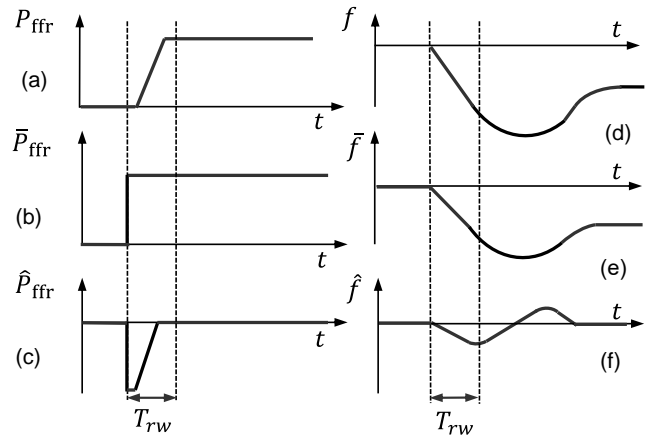 P_ffr
(a)
t
P̄_ffr
(b)
t
P̂_ffr
(c)
t
T_rw
f
t
(d)
f̄
t
(e)
f̂
t
(f)
T_rw